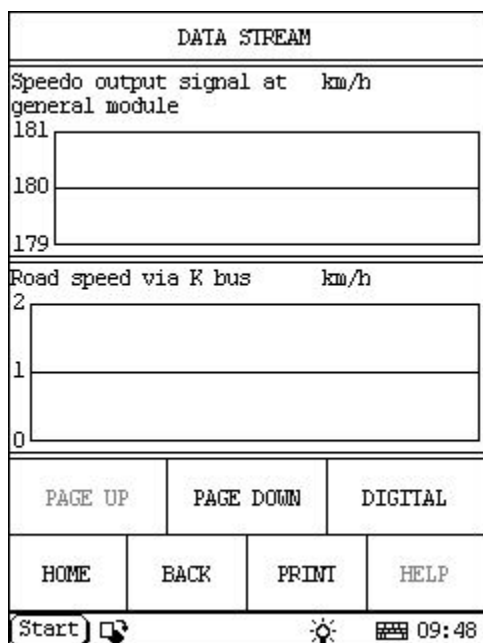 DATA STREAM
Speedo output signal at km/h
general module
181
180
179
Road speed via K bus km/h
2
1
0
PAGE UP PAGE DOWN DIGITAL
HOME BACK PRINT HELP
Start 09:48